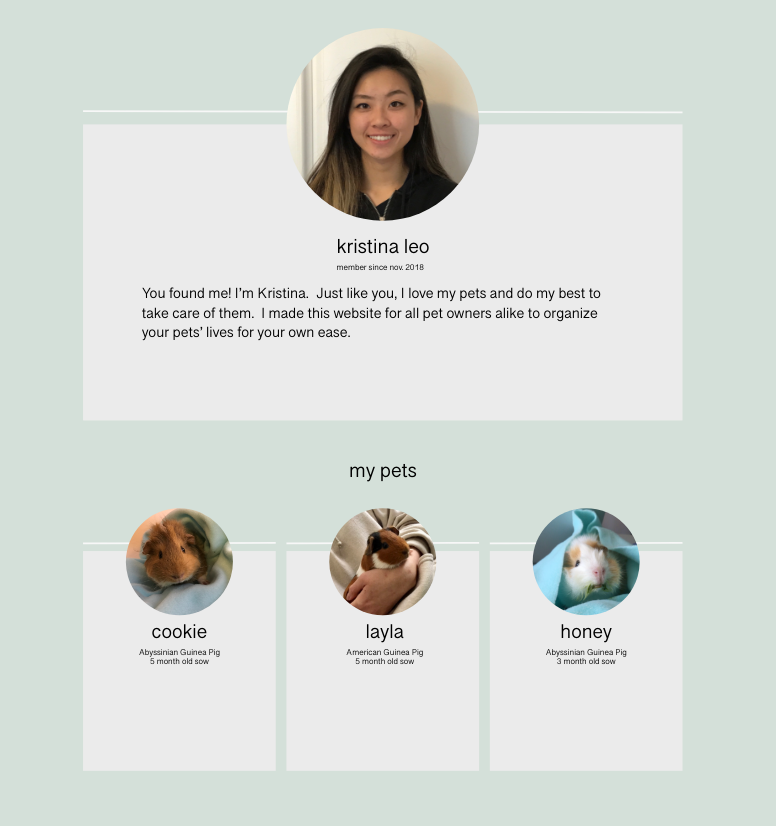 kristina leo
member since nov. 2018
You found me! I'm Kristina.  Just like you, I love my pets and do my best to
take care of them.  I made this website for all pet owners alike to organize
your pets' lives for your own ease.
my pets
cookie
Abyssinian Guinea Pig
5 month old sow
layla
American Guinea Pig
5 month old sow
honey
Abyssinian Guinea Pig
3 month old sow